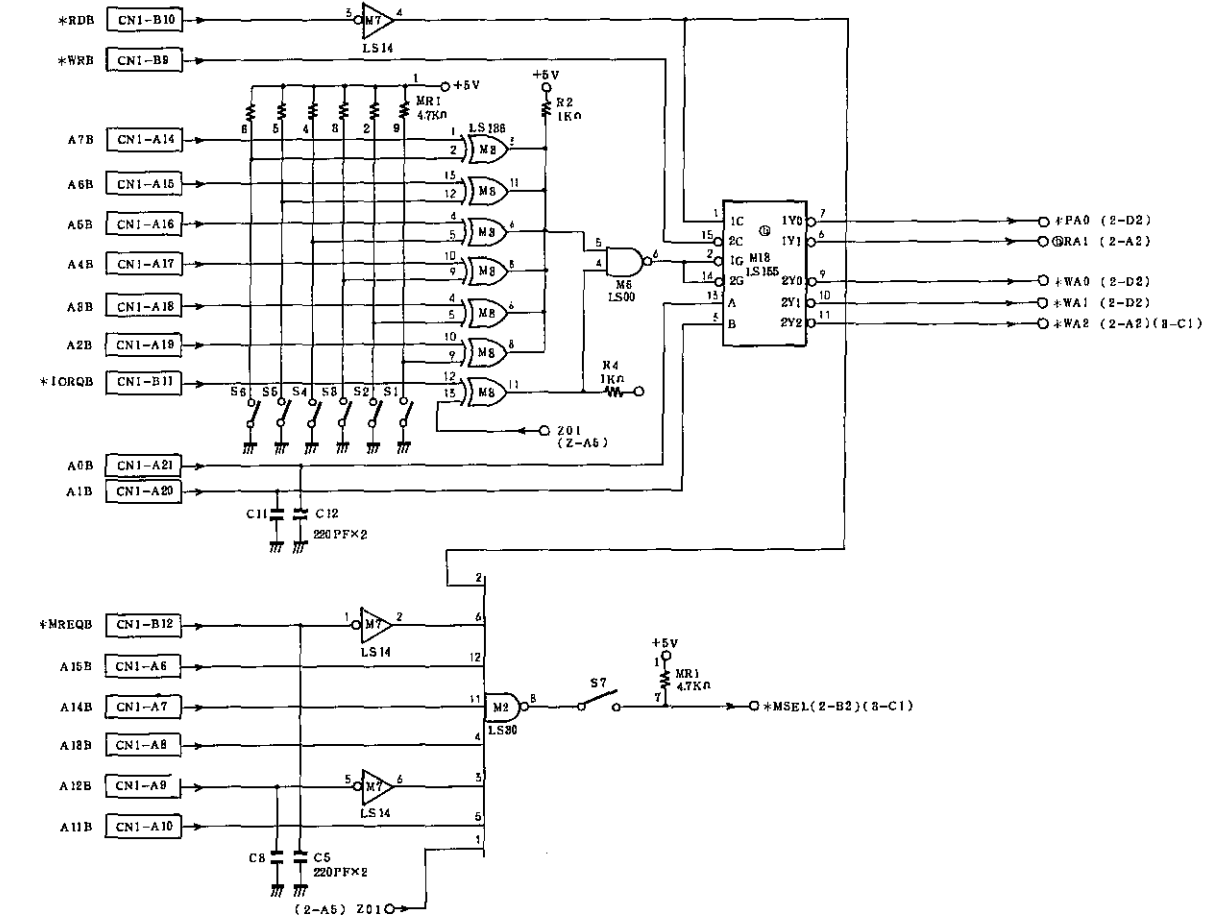 *RDB CN1-B10 3 M7 4
LS14
*WRB CN1-B9
1 +5V +5V
MR1 4.7KΩ
R2 1KΩ
6 5 4 3 2 9
LS136
A7B CN1-A14 1 2 M3 3
A6B CN1-A15 13 12 M3 11
A5B CN1-A16 4 5 M3 6
A4B CN1-A17 10 9 M3 8
A3B CN1-A18 4 5 M8 6
A2B CN1-A19 10 9 M8 8
*IORQB CN1-B11 12 13 M8 11
S6 S5 S4 S3 S2 S1
Z01
(2-A5)
5 4 6
M6
LS00
R4
1KΩ
1 1C 1Y0 7 *PA0 (2-D2)
15 2C 1Y1 6 RA1 (2-A2)
2 1G M18
14 2G LS155 2Y0 9 *WA0 (2-D2)
13 A 2Y1 10 *WA1 (2-D2)
3 B 2Y2 11 *WA2 (2-A2)(3-C1)
A0B CN1-A21
A1B CN1-A20
C11 C12
220PF×2
2
*MREQB CN1-B12 1 M7 2 6
LS14
A15B CN1-A6 12
A14B CN1-A7 11 M2 8
LS30
S7
+5V
1 MR1
4.7KΩ
7
*MSEL(2-B2)(3-C1)
A13B CN1-A8 4
A12B CN1-A9 5 M7 6 3
LS14
A11B CN1-A10 5
1
C8 C5
220PF×2
(2-A5) Z01